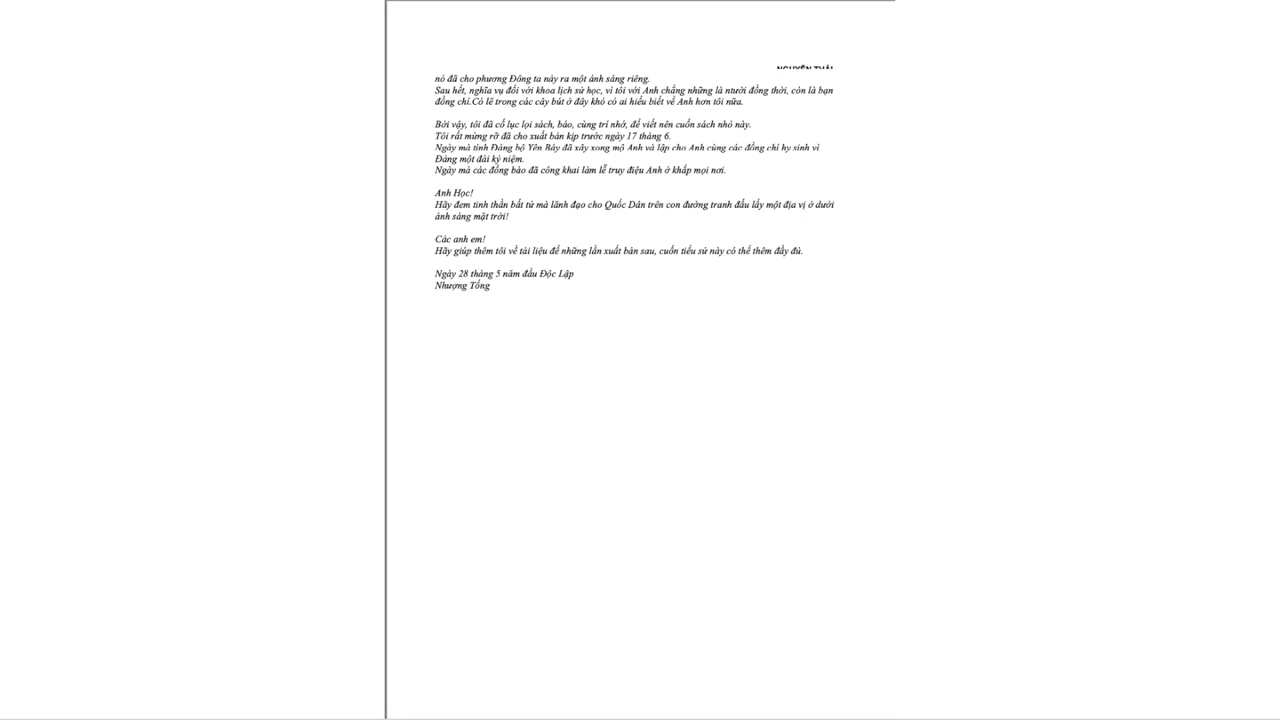 NGUYỄN THÁI
nó đã cho phương Đông ta nảy ra một ánh sáng riêng.
Sau hết, nghĩa vụ đối với khoa lịch sử học, vì tôi với Anh chẳng những là ntười đồng thời, còn là bạn
đồng chí.Có lẽ trong các cây bút ở đây khó có ai hiểu biết về Anh hơn tôi nữa.
Bởi vậy, tôi đã cố lục lọi sách, báo, cùng trí nhớ, để viết nên cuốn sách nhỏ này.
Tôi rất mừng rỡ đã cho xuất bản kịp trước ngày 17 tháng 6.
Ngày mà tỉnh Đảng bộ Yên Báy đã xây xong mộ Anh và lập cho Anh cùng các đồng chí hy sinh vì
Đảng một đài kỷ niệm.
Ngày mà các đồng bào đã công khai làm lễ truy điệu Anh ở khắp mọi nơi.
Anh Học!
Hãy đem tinh thần bất tử mà lãnh đạo cho Quốc Dân trên con đường tranh đấu lấy một địa vị ở dưới
ánh sáng mặt trời!
Các anh em!
Hãy giúp thêm tôi về tài liệu để những lần xuất bản sau, cuốn tiểu sử này có thể thêm đầy đủ.
Ngày 28 tháng 5 năm đầu Độc Lập
Nhượng Tống